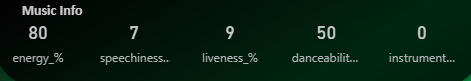 Music Info
80 7 9 50 0
energy_% speechiness... liveness_% danceabilit... instrument...